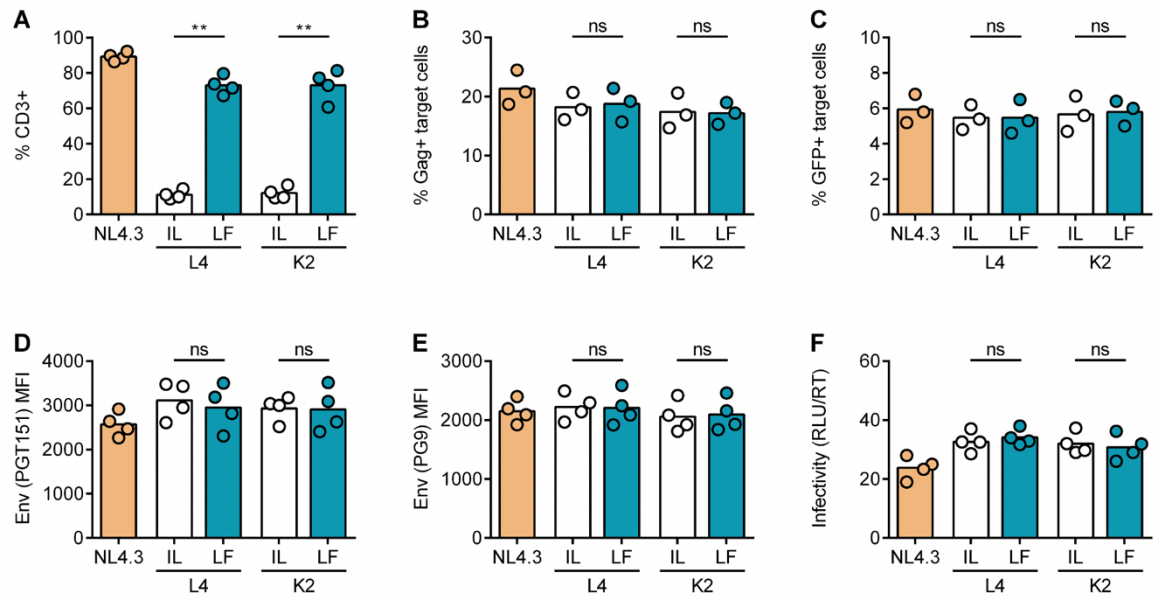 A
% CD3+
100
80
60
40
20
0
** **
NL4.3 IL LF IL LF
L4 K2
B
% Gag+ target cells
30
20
10
0
ns ns
NL4.3 IL LF IL LF
L4 K2
C
% GFP+ target cells
10
8
6
4
2
0
ns ns
NL4.3 IL LF IL LF
L4 K2
D
Env (PGT151) MFI
4000
3000
2000
1000
0
ns ns
NL4.3 IL LF IL LF
L4 K2
E
Env (PG9) MFI
3000
2000
1000
0
ns ns
NL4.3 IL LF IL LF
L4 K2
F
Infectivity (RLU/RT)
60
40
20
0
ns ns
NL4.3 IL LF IL LF
L4 K2